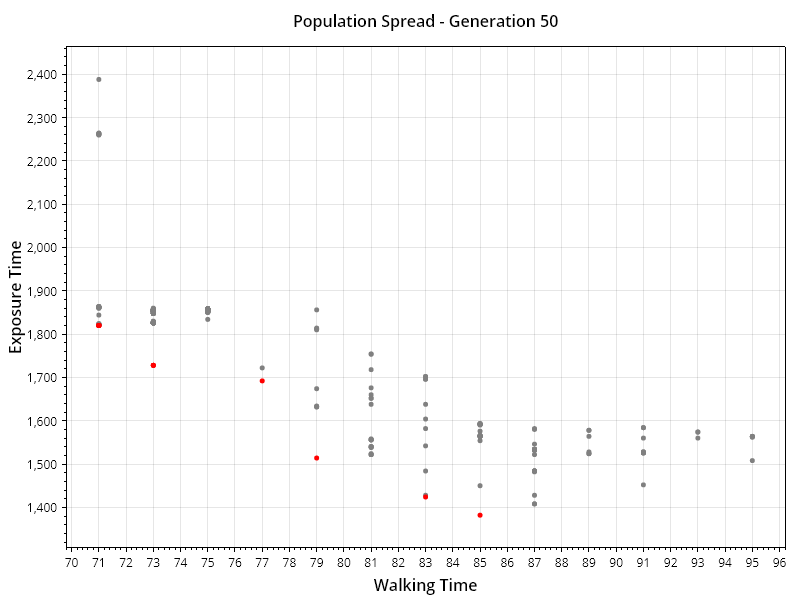 Population Spread - Generation 50
Exposure Time
2,400
2,300
2,200
2,100
2,000
1,900
1,800
1,700
1,600
1,500
1,400
70 71 72 73 74 75 76 77 78 79 80 81 82 83 84 85 86 87 88 89 90 91 92 93 94 95 96
Walking Time